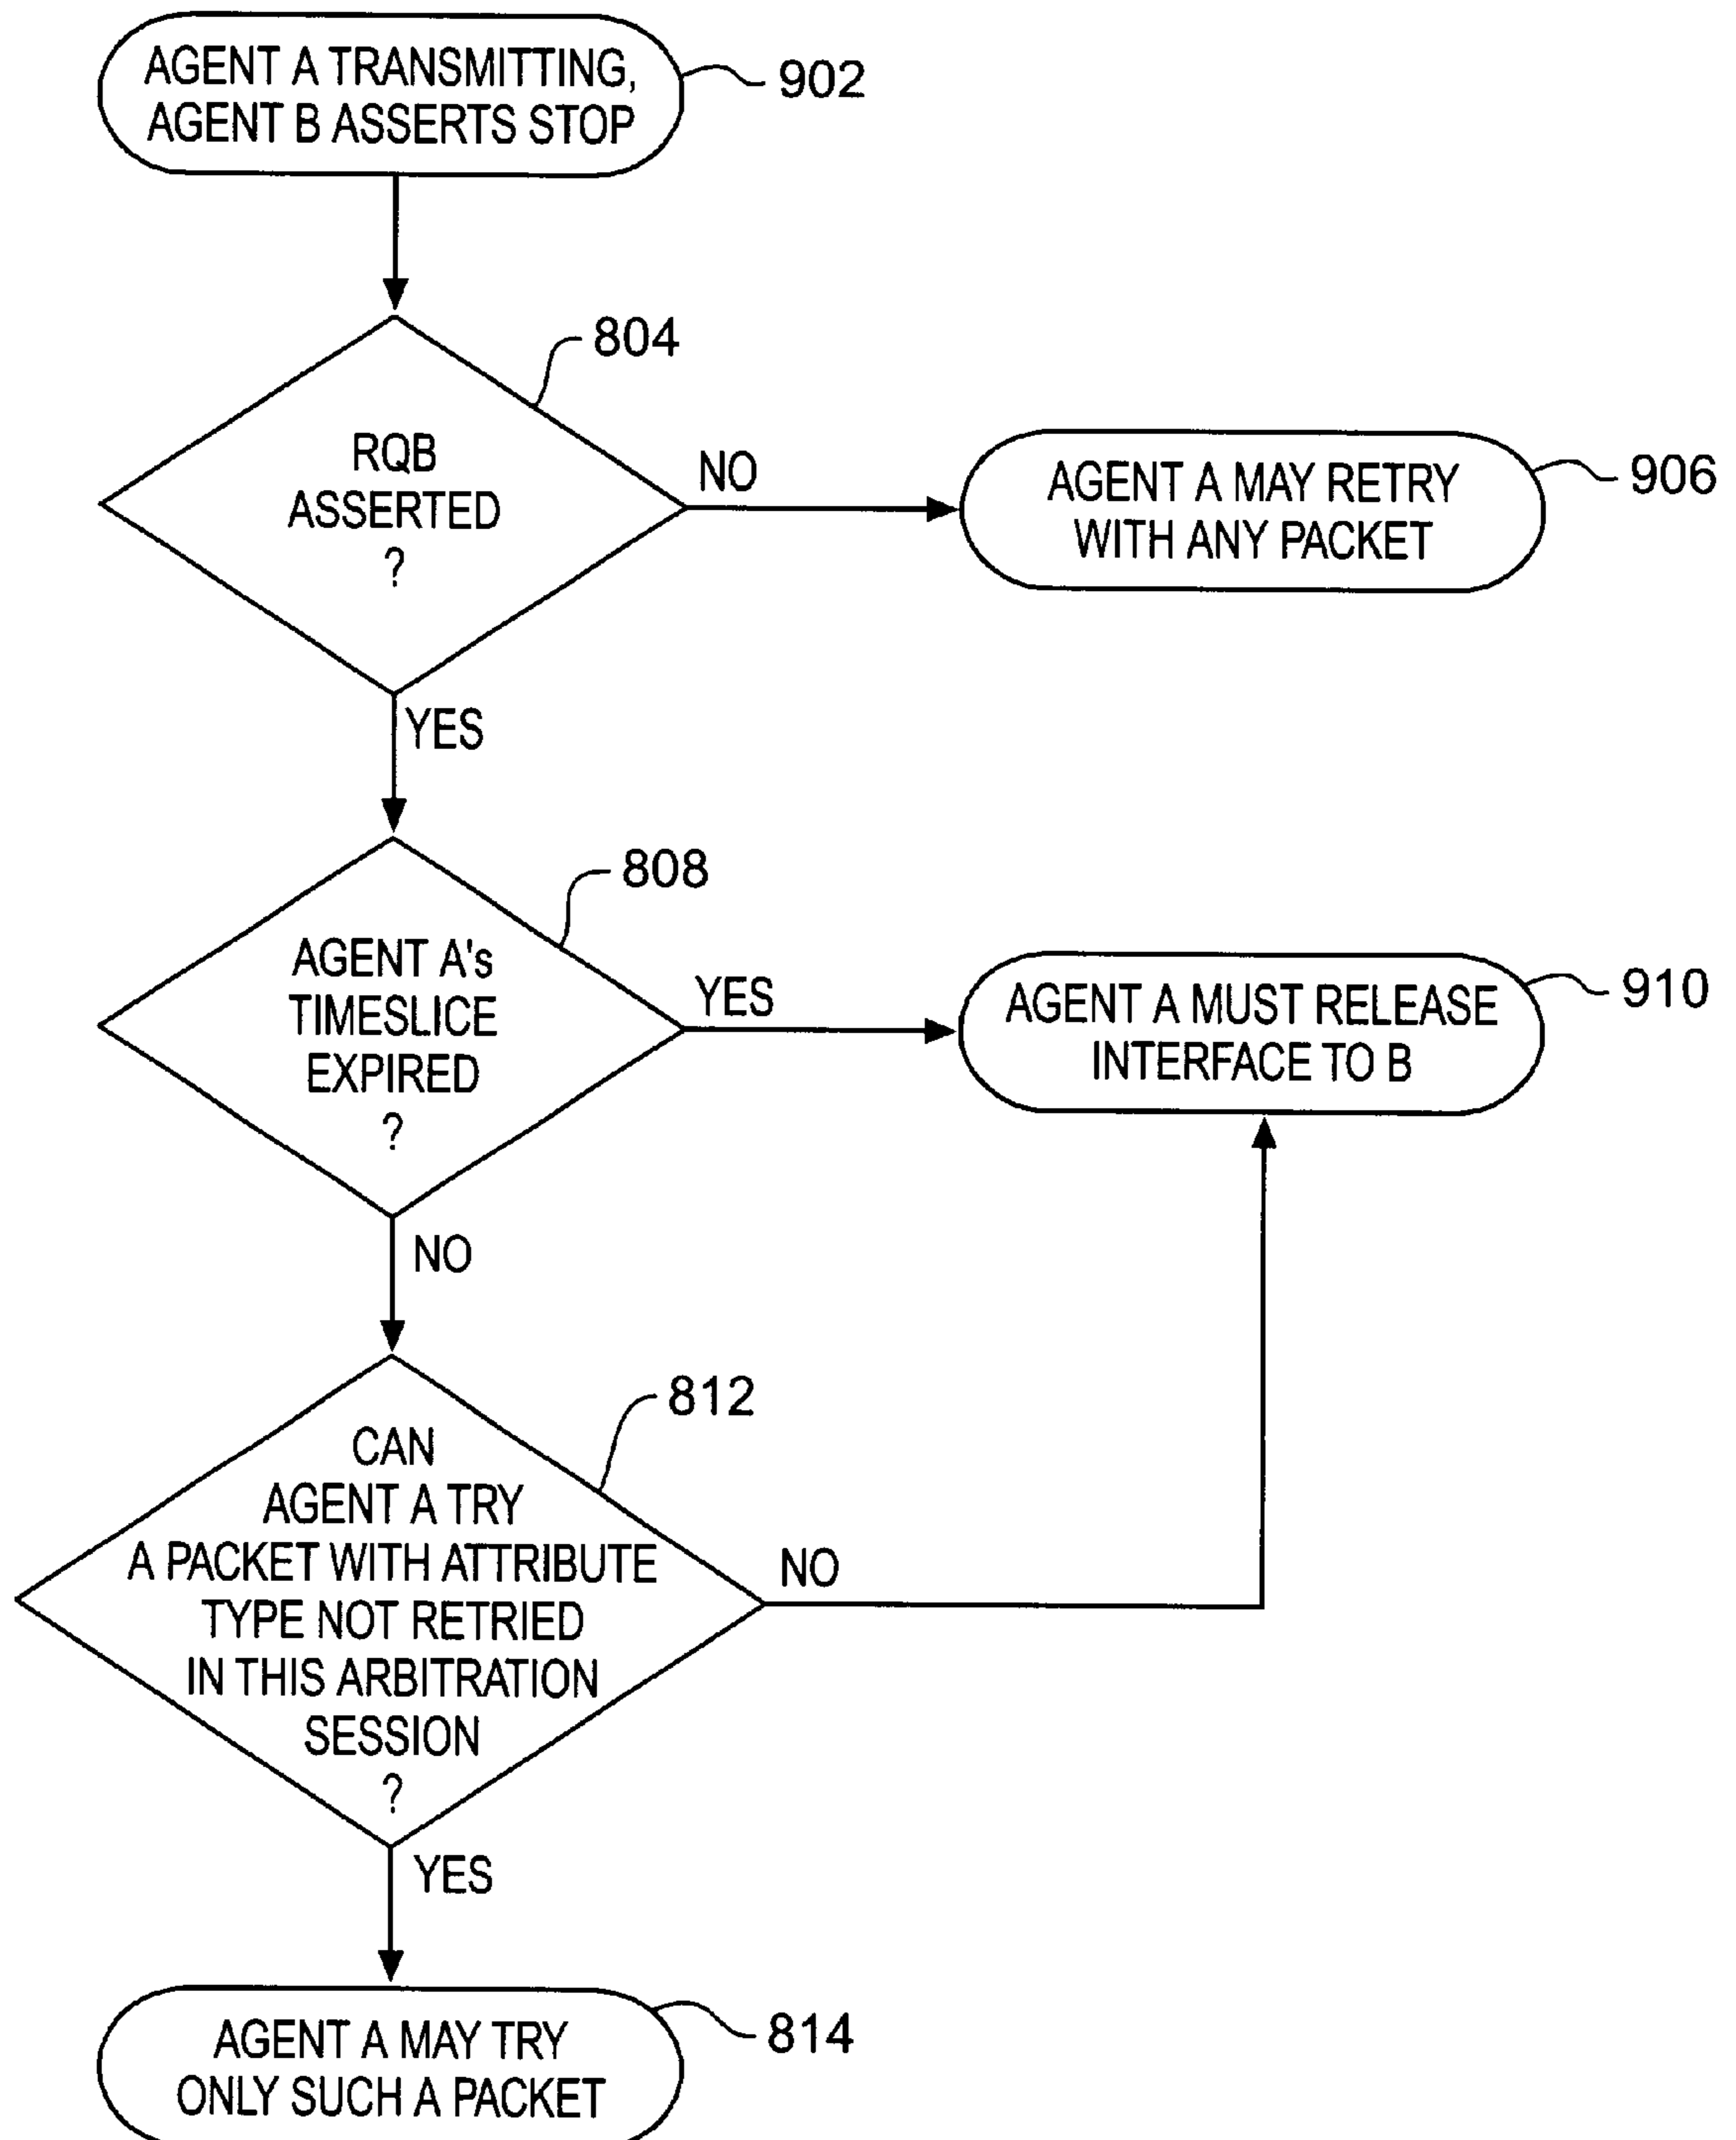 AGENT A TRANSMITTING,
AGENT B ASSERTS STOP
902
804
RQB
ASSERTED
?
NO
AGENT A MAY RETRY
WITH ANY PACKET
906
YES
808
AGENT A's
TIMESLICE
EXPIRED
?
YES
AGENT A MUST RELEASE
INTERFACE TO B
910
NO
812
CAN
AGENT A TRY
A PACKET WITH ATTRIBUTE
TYPE NOT RETRIED
IN THIS ARBITRATION
SESSION
?
NO
YES
AGENT A MAY TRY
ONLY SUCH A PACKET
814